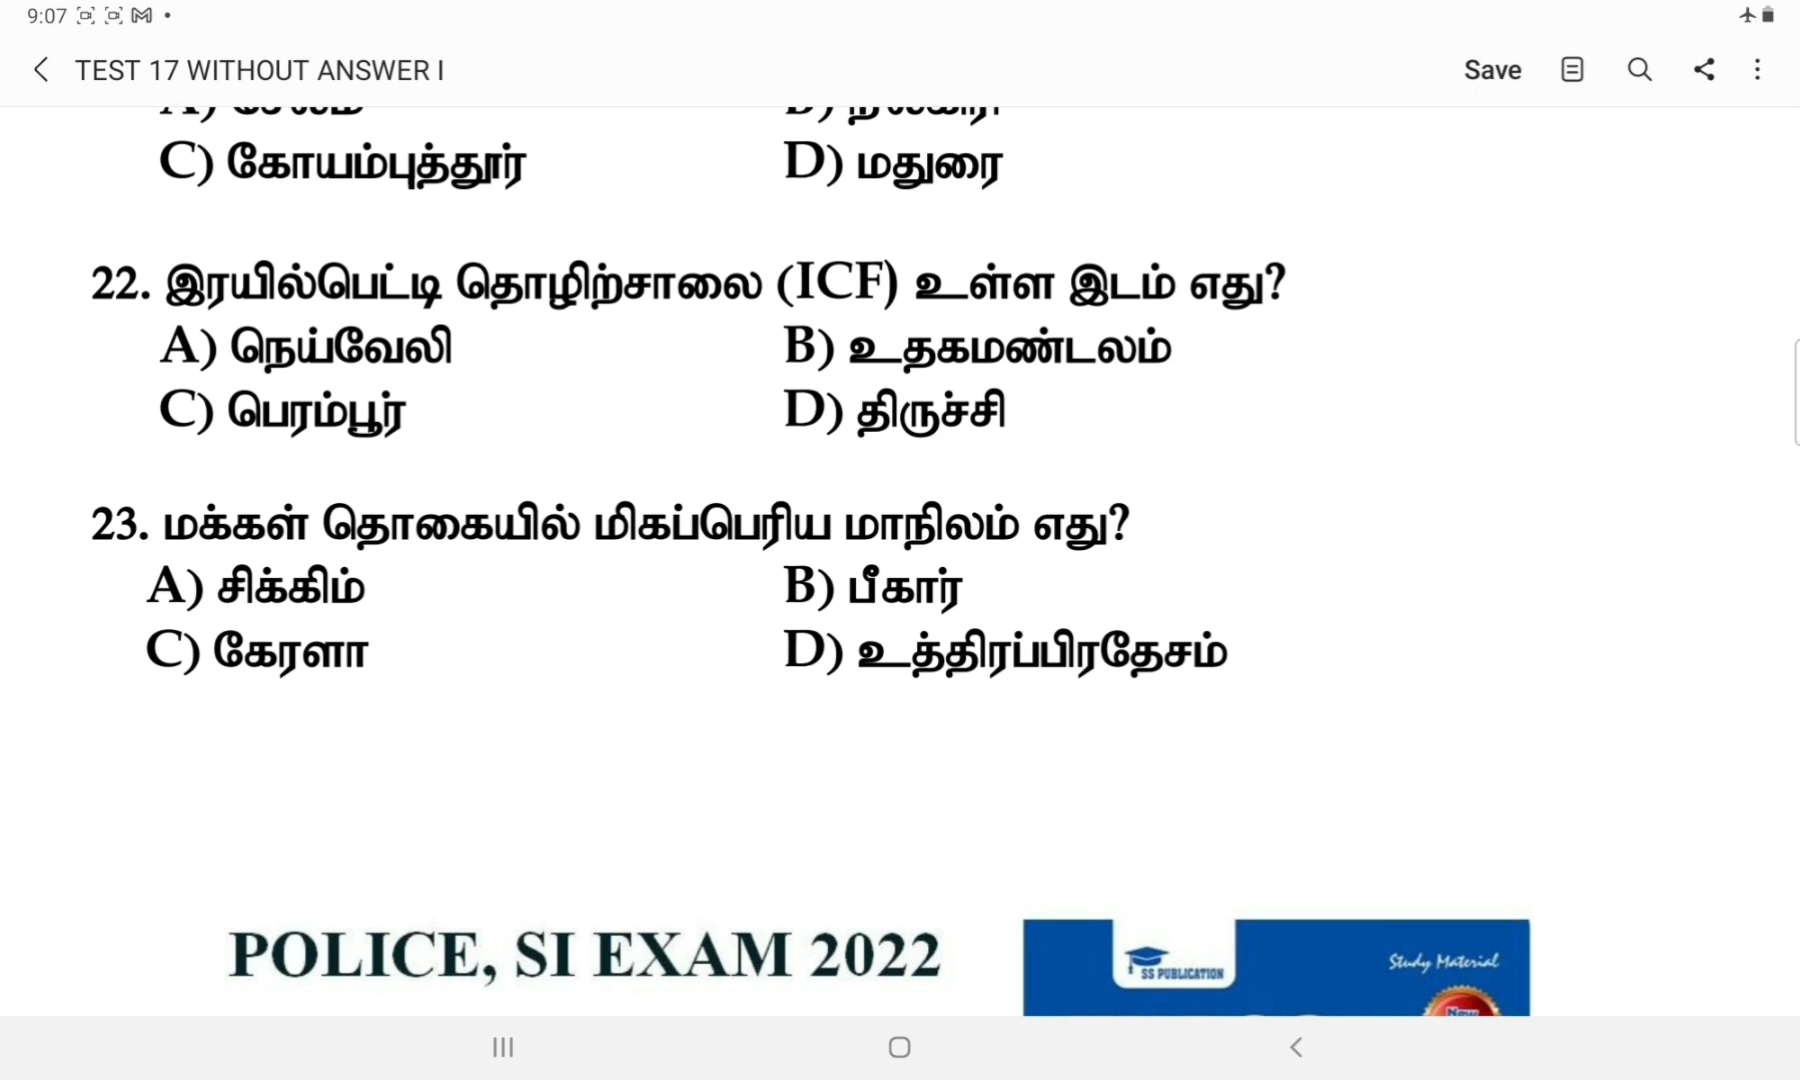 9:07
TEST 17 WITHOUT ANSWER I
Save
C) கோயம்புத்தூர் D) மதுரை
22. இரயில்பெட்டி தொழிற்சாலை (ICF) உள்ள இடம் எது?
A) நெய்வேலி B) உதகமண்டலம்
C) பெரம்பூர் D) திருச்சி
23. மக்கள் தொகையில் மிகப்பெரிய மாநிலம் எது?
A) சிக்கிம் B) பீகார்
C) கேரளா D) உத்திரப்பிரதேசம்
POLICE, SI EXAM 2022
SS PUBLICATION
Study Material
New